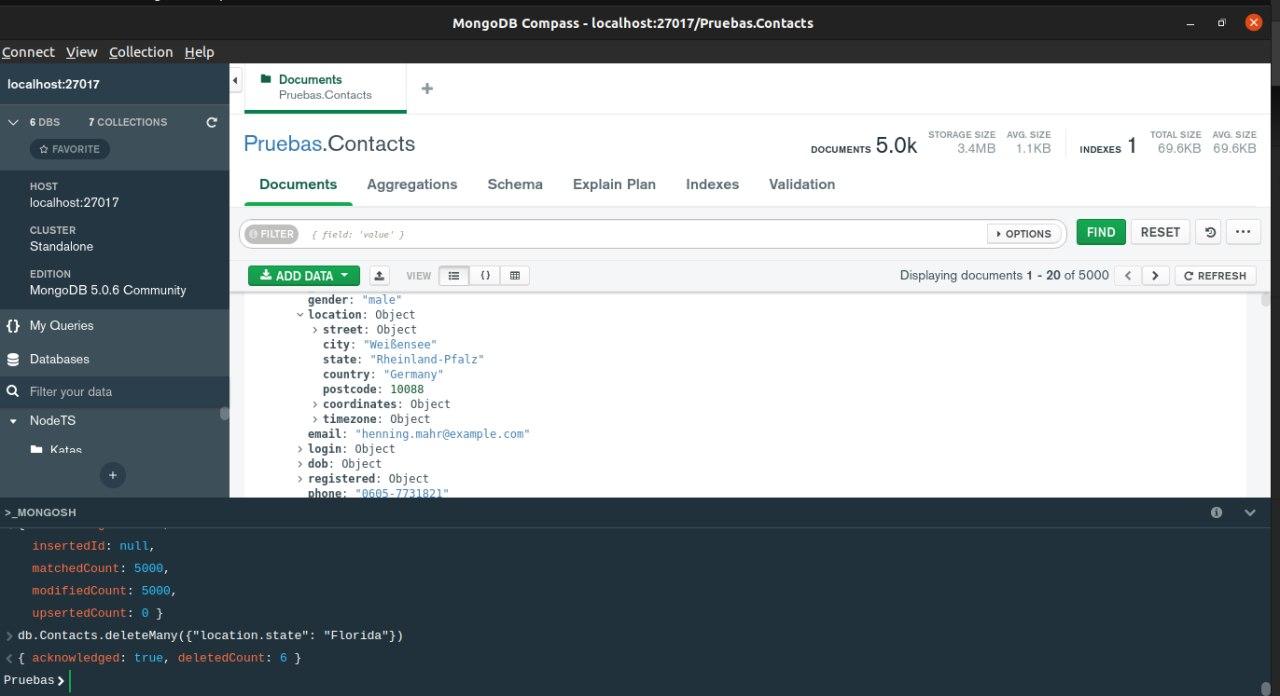 MongoDB Compass - localhost:27017/Pruebas.Contacts
Connect View Collection Help
localhost:27017
6 DBS 7 COLLECTIONS
FAVORITE
HOST
localhost:27017
CLUSTER
Standalone
EDITION
MongoDB 5.0.6 Community
{} My Queries
Databases
Filter your data
NodeTS
Katas
+
Documents
Pruebas.Contacts
+
Pruebas.Contacts
DOCUMENTS 5.0k
STORAGE SIZE
3.4MB
AVG. SIZE
1.1KB
INDEXES 1
TOTAL SIZE
69.6KB
AVG. SIZE
69.6KB
Documents Aggregations Schema Explain Plan Indexes Validation
FILTER { field: 'value' } OPTIONS FIND RESET ...
ADD DATA VIEW {} Displaying documents 1 - 20 of 5000 < > REFRESH
gender: "male"
location: Object
street: Object
city: "Weißensee"
state: "Rheinland-Pfalz"
country: "Germany"
postcode: 10088
coordinates: Object
timezone: Object
email: "henning.mahr@example.com"
login: Object
dob: Object
registered: Object
phone: "0605-7731821"
>_MONGOSH
insertedId: null,
matchedCount: 5000,
modifiedCount: 5000,
upsertedCount: 0 }
> db.Contacts.deleteMany({"location.state": "Florida"})
< { acknowledged: true, deletedCount: 6 }
Pruebas >